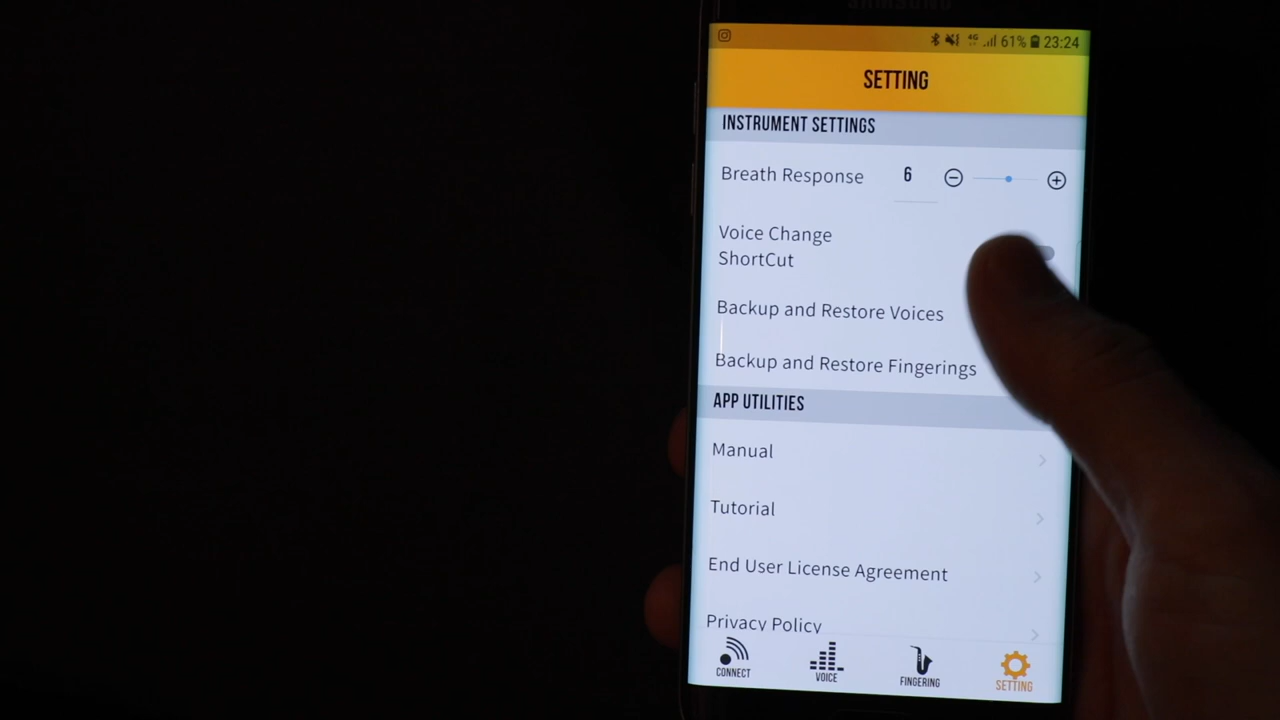 SAMSUNG
4G 61% 23:24
SETTING
INSTRUMENT SETTINGS
Breath Response 6
Voice Change
ShortCut
Backup and Restore Voices
Backup and Restore Fingerings
APP UTILITIES
Manual
Tutorial
End User License Agreement
Privacy Policy
CONNECT VOICE FINGERING SETTING